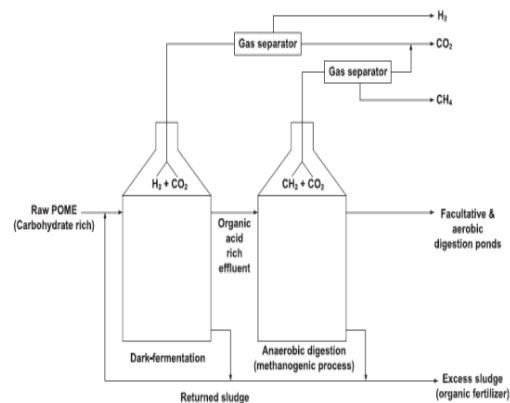 H₂
Gas separator
CO₂
Gas separator
CH₄
H₂ + CO₂
CH₂ + CO₂
Raw POME
(Carbohydrate rich)
Organic
acid
rich
effluent
Facultative &
aerobic
digestion ponds
Dark-fermentation
Anaerobic digestion
(methanogenic process)
Returned sludge
Excess sludge
(organic fertilizer)